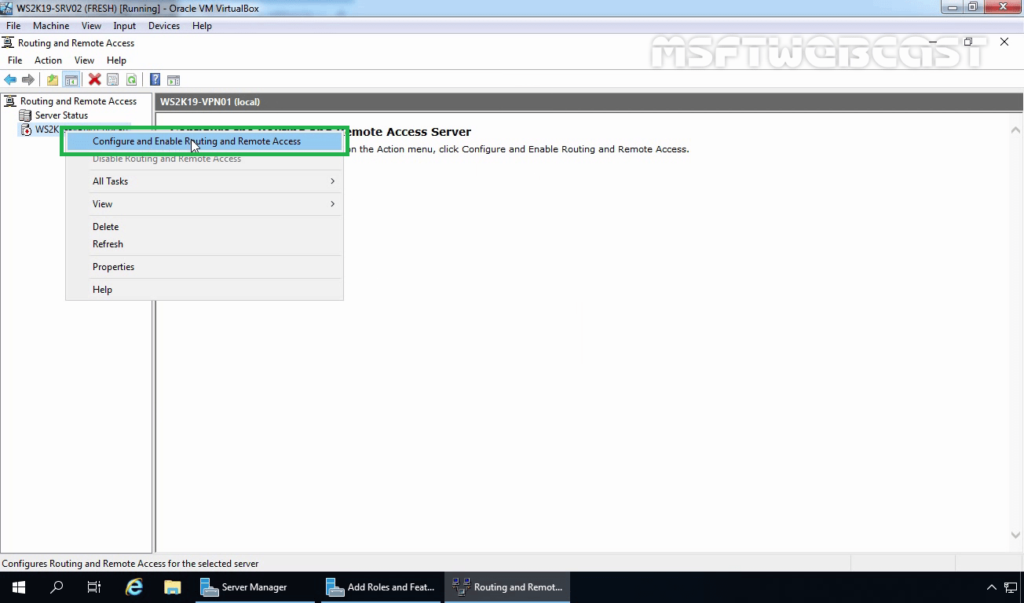 WS2K19-SRV02 (FRESH) [Running] - Oracle VM VirtualBox
File Machine View Input Devices Help
Routing and Remote Access
MSFTWEBCAST
File Action View Help
Routing and Remote Access
WS2K19-VPN01 (local)
Server Status
WS2K
emote Access Server
Configure and Enable Routing and Remote Access
on the Action menu, click Configure and Enable Routing and Remote Access.
Disable Routing and Remote Access
All Tasks
View
Delete
Refresh
Properties
Help
Configures Routing and Remote Access for the selected server
Server Manager
Add Roles and Feat...
Routing and Remot...